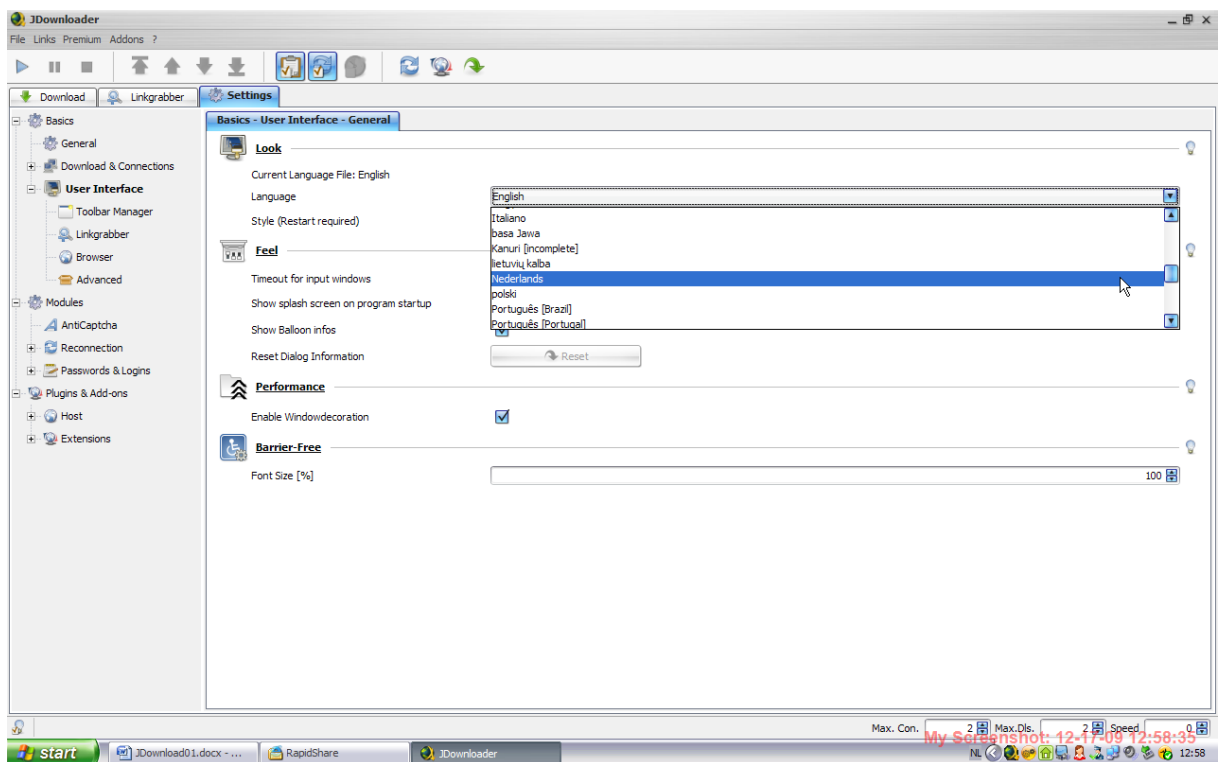 JDownloader
File Links Premium Addons ?
Download Linkgrabber Settings
Basics
General
Download & Connections
User Interface
Toolbar Manager
Linkgrabber
Browser
Advanced
Modules
AntiCaptcha
Reconnection
Passwords & Logins
Plugins & Add-ons
Host
Extensions
Basics - User Interface - General
Look
Current Language File: English
Language English
Style (Restart required)
Italiano
basa Jawa
Kanuri [incomplete]
lietuvių kalba
Nederlands
polski
Português [Brazil]
Português [Portugal]
Feel
Timeout for input windows
Show splash screen on program startup
Show Balloon infos
Reset Dialog Information Reset
Performance
Enable Windowdecoration
Barrier-Free
Font Size [%] 100
Max. Con. 2 Max.Dls. 2 Speed 0
My Screenshot: 12-17-09 12:58:35
start JDownload01.docx - ... RapidShare JDownloader NL 12:58